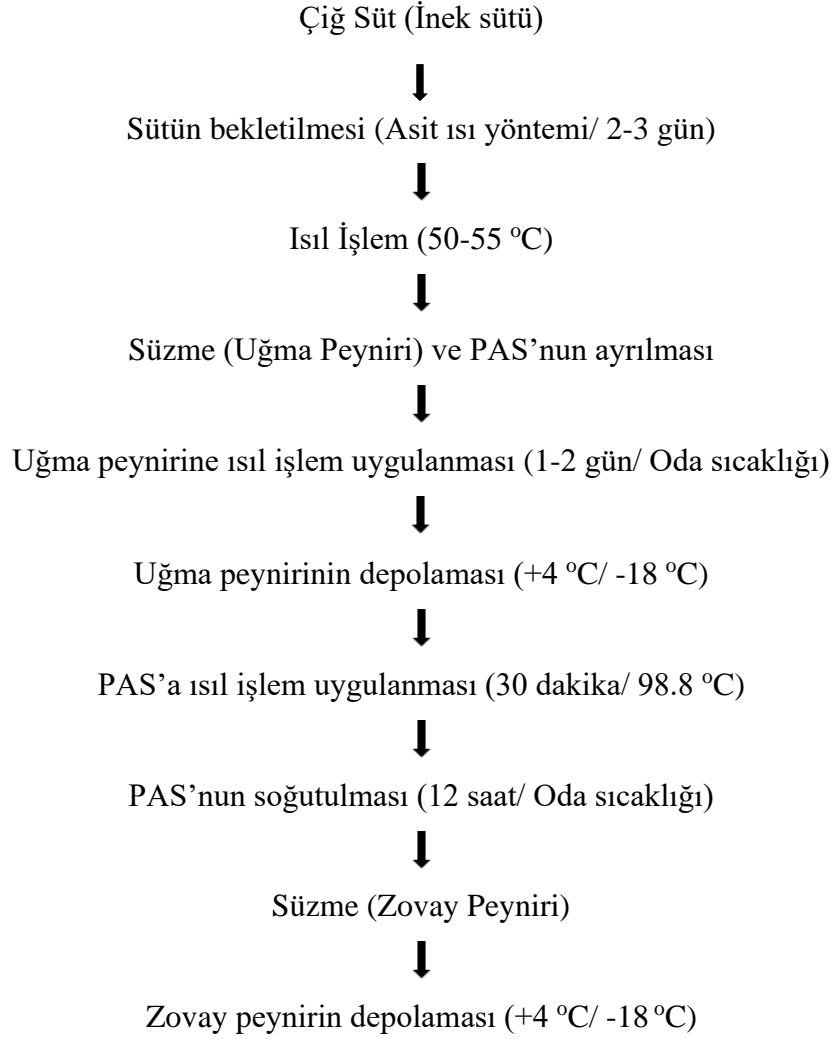 Çiğ Süt (İnek sütü)
Sütün bekletilmesi (Asit ısı yöntemi/ 2-3 gün)
Isıl İşlem (50-55 ºC)
Süzme (Uğma Peyniri) ve PAS’nun ayrılması
Uğma peynirine ısıl işlem uygulanması (1-2 gün/ Oda sıcaklığı)
Uğma peynirinin depolaması (+4 ºC/ -18 ºC)
PAS’a ısıl işlem uygulanması (30 dakika/ 98.8 ºC)
PAS’nun soğutulması (12 saat/ Oda sıcaklığı)
Süzme (Zovay Peyniri)
Zovay peynirin depolaması (+4 ºC/ -18 ºC)